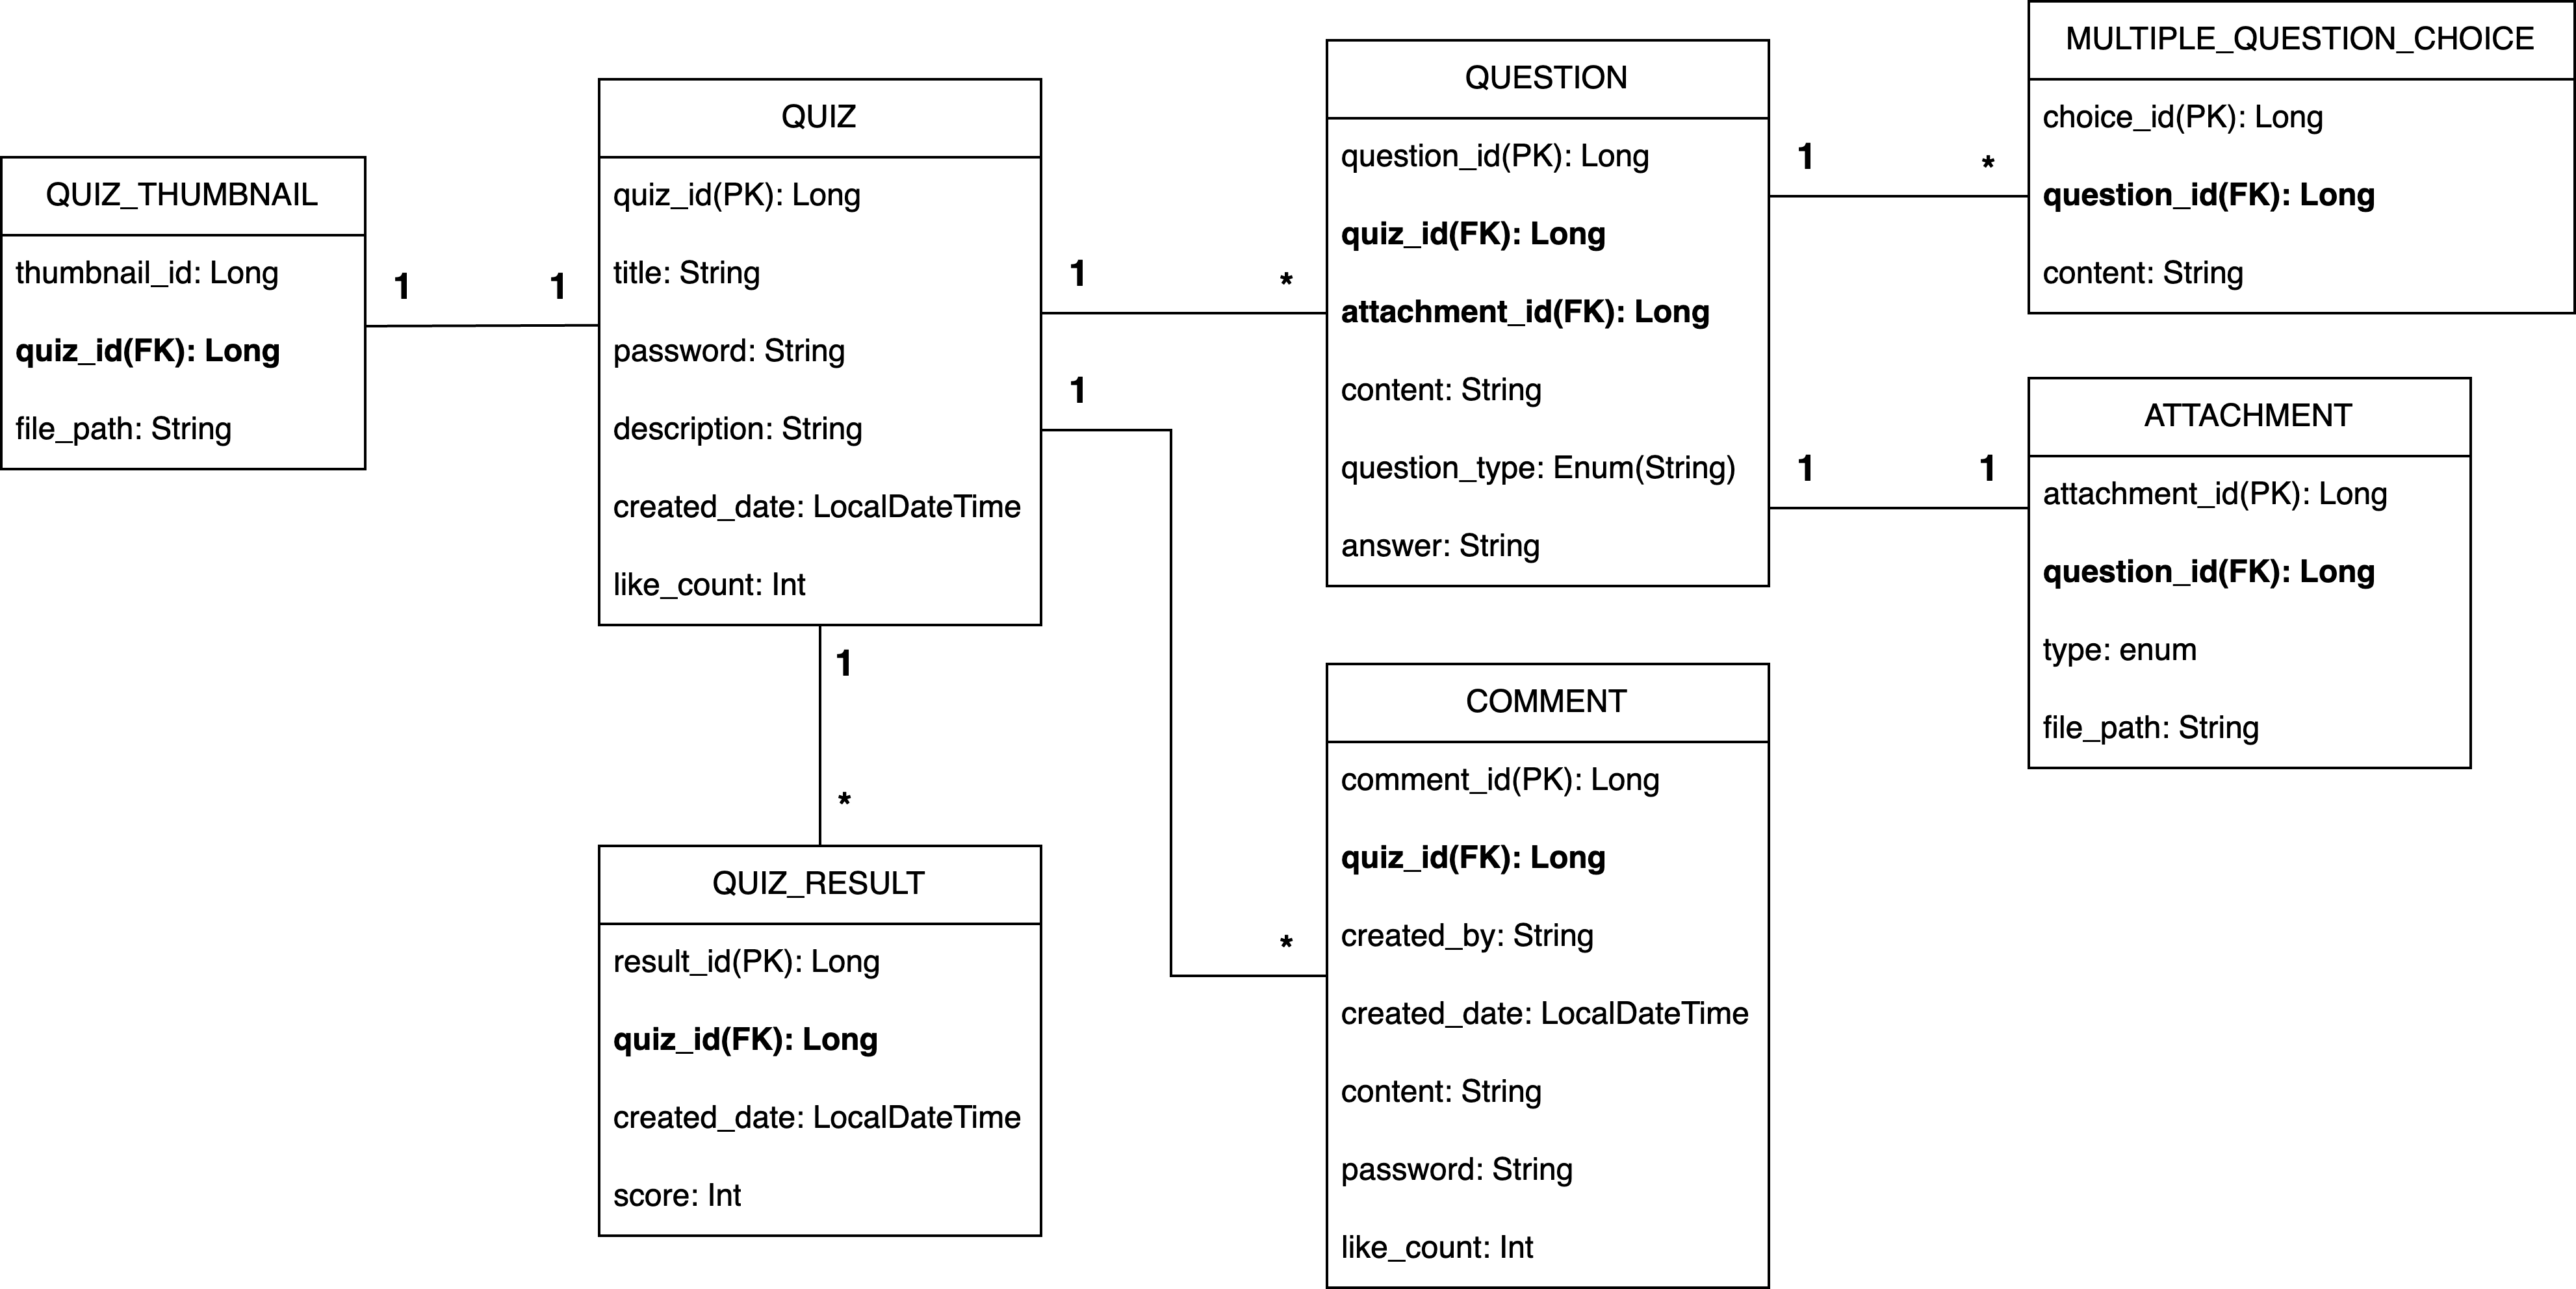 QUIZ_THUMBNAIL
thumbnail_id: Long
quiz_id(FK): Long
file_path: String
1
1
QUIZ
quiz_id(PK): Long
title: String
password: String
description: String
created_date: LocalDateTime
like_count: Int
1
*
1
*
1
*
QUIZ_RESULT
result_id(PK): Long
quiz_id(FK): Long
created_date: LocalDateTime
score: Int
QUESTION
question_id(PK): Long
quiz_id(FK): Long
attachment_id(FK): Long
content: String
question_type: Enum(String)
answer: String
1
*
1
1
COMMENT
comment_id(PK): Long
quiz_id(FK): Long
created_by: String
created_date: LocalDateTime
content: String
password: String
like_count: Int
MULTIPLE_QUESTION_CHOICE
choice_id(PK): Long
question_id(FK): Long
content: String
ATTACHMENT
attachment_id(PK): Long
question_id(FK): Long
type: enum
file_path: String